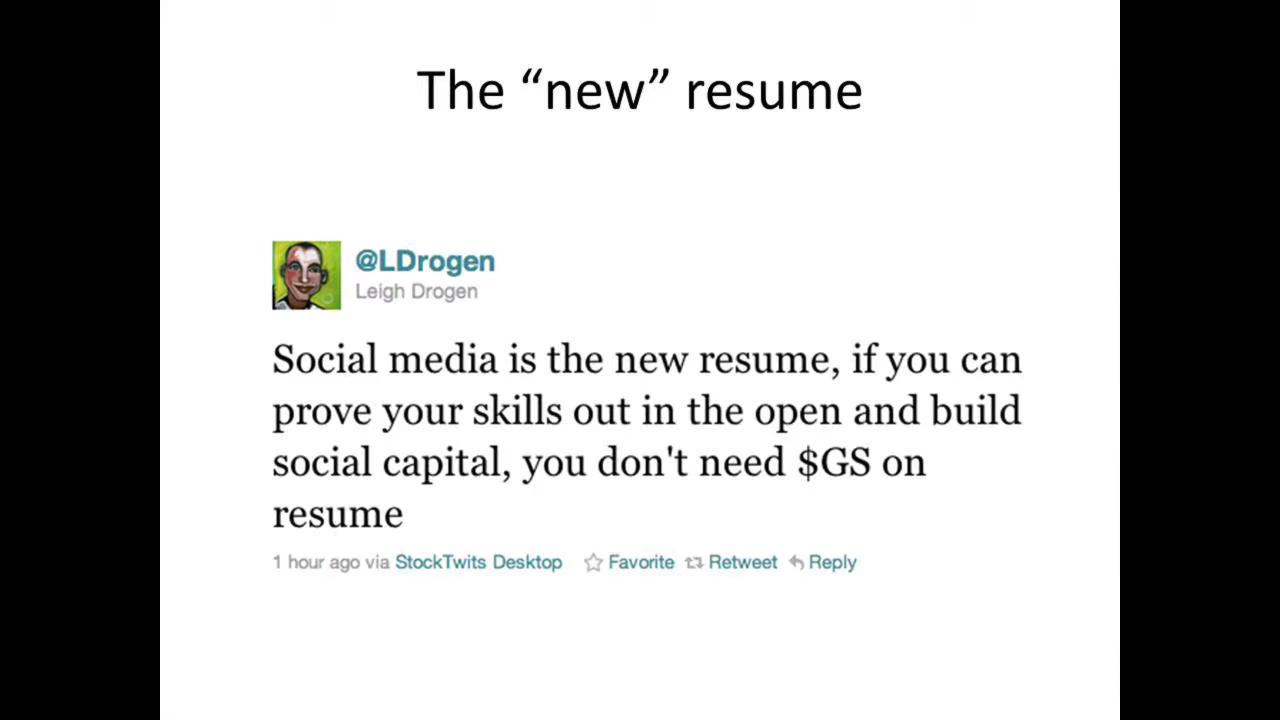 The “new” resume
@LDrogen
Leigh Drogen
Social media is the new resume, if you can
prove your skills out in the open and build
social capital, you don't need $GS on
resume
1 hour ago via StockTwits Desktop Favorite Retweet Reply